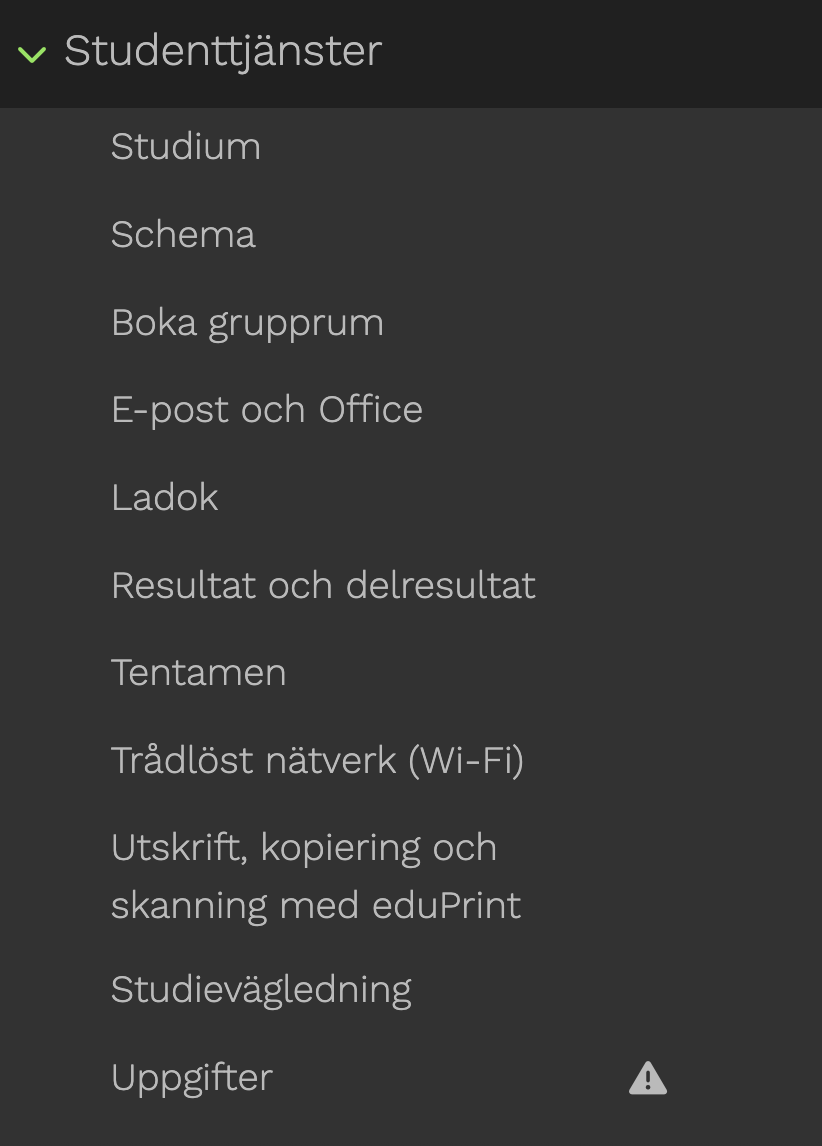 Studenttjänster
Studium
Schema
Boka grupprum
E-post och Office
Ladok
Resultat och delresultat
Tentamen
Trådlöst nätverk (Wi-Fi)
Utskrift, kopiering och
skanning med eduPrint
Studievägledning
Uppgifter